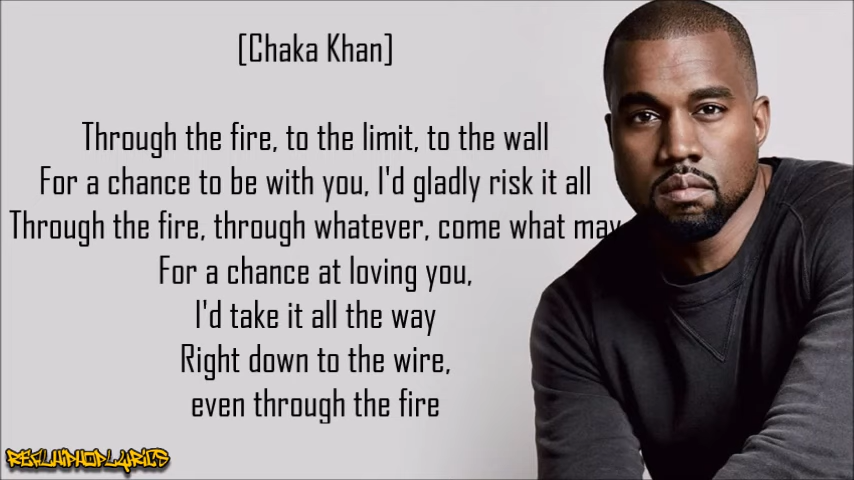 [Chaka Khan]
Through the fire, to the limit, to the wall
For a chance to be with you, I'd gladly risk it all
Through the fire, through whatever, come what may
For a chance at loving you,
I'd take it all the way
Right down to the wire,
even through the fire
REALHIPHOPLYRICS